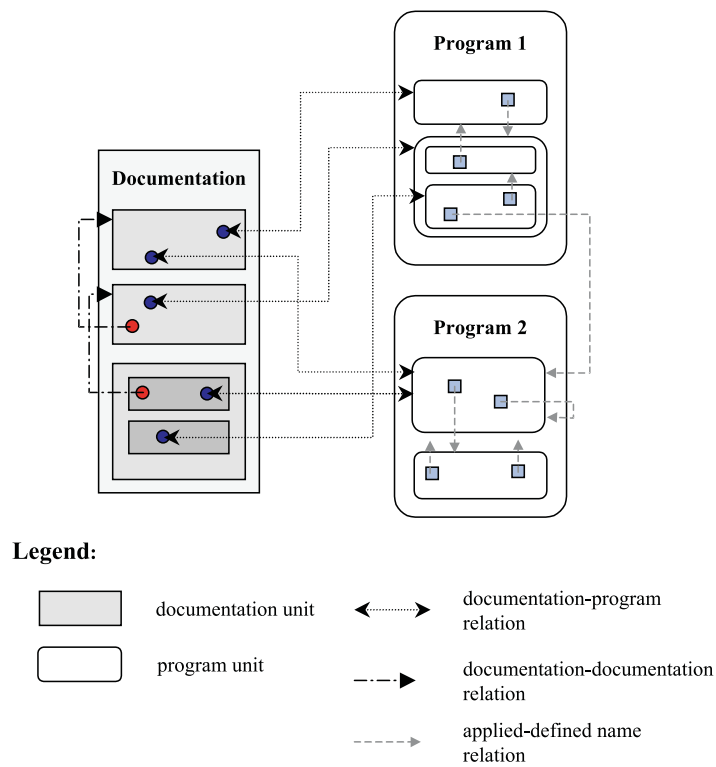 Program 1
Documentation
Program 2
Legend:
documentation unit
documentation-program
relation
program unit
documentation-documentation
relation
applied-defined name
relation